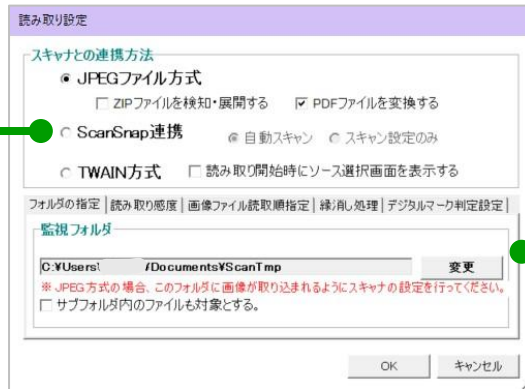 読み取り設定
スキャナとの連携方法
JPEGファイル方式
ZIPファイルを検知・展開する PDFファイルを変換する
ScanSnap連携 自動スキャン スキャン設定のみ
TWAIN方式 読み取り開始時にソース選択画面を表示する
フォルダの指定 読み取り感度 画像ファイル読取順指定 縁消し処理 デジタルマーク判定設定
監視フォルダ
C:¥Users\ /Documents¥ScanTmp 変更
※ JPEG方式の場合、このフォルダに画像が取り込まれるようにスキャナの設定を行ってください。
サブフォルダ内のファイルも対象とする。
OK キャンセル